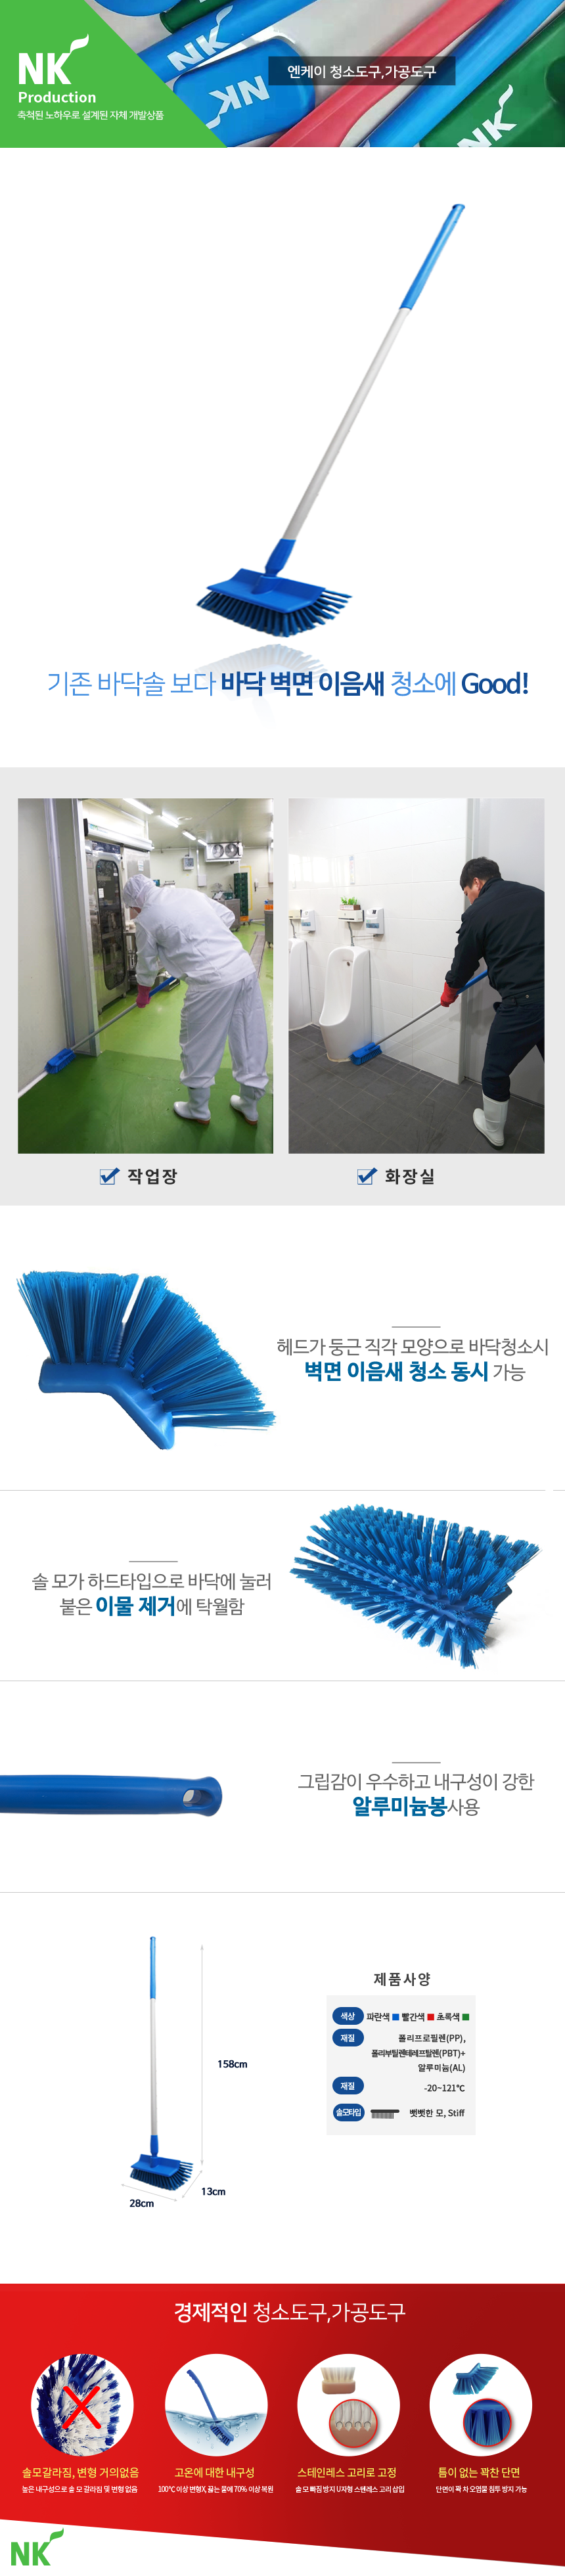 NK
Production
축척된 노하우로 설계된 자체 개발상품
엔케이 청소도구,가공도구
NK
NK
기존 바닥솔 보다 바닥 벽면 이음새 청소에 Good!
작업장
화장실
헤드가 둥근 직각 모양으로 바닥청소시
벽면 이음새 청소 동시 가능
솔 모가 하드타입으로 바닥에 눌러
붙은 이물 제거에 탁월함
그립감이 우수하고 내구성이 강한
알루미늄봉사용
158cm
13cm
28cm
제품사양
색상 파란색 빨간색 초록색
재질 폴리프로필렌(PP),
폴리부틸렌테레프탈렌(PBT)+
알루미늄(AL)
재질 -20~121℃
솔모타입 뻣뻣한 모, Stiff
경제적인 청소도구,가공도구
솔모갈라짐, 변형 거의없음
높은 내구성으로 솔 모 갈라짐 및 변형 없음
고온에 대한 내구성
100℃ 이상 변형X, 끓는 물에 70% 이상 복원
스테인레스 고리로 고정
솔 모 빠짐 방지 U자형 스텐레스 고리 삽입
틈이 없는 꽉찬 단면
단면이 꽉 차 오염물 침투 방지 가능
NK